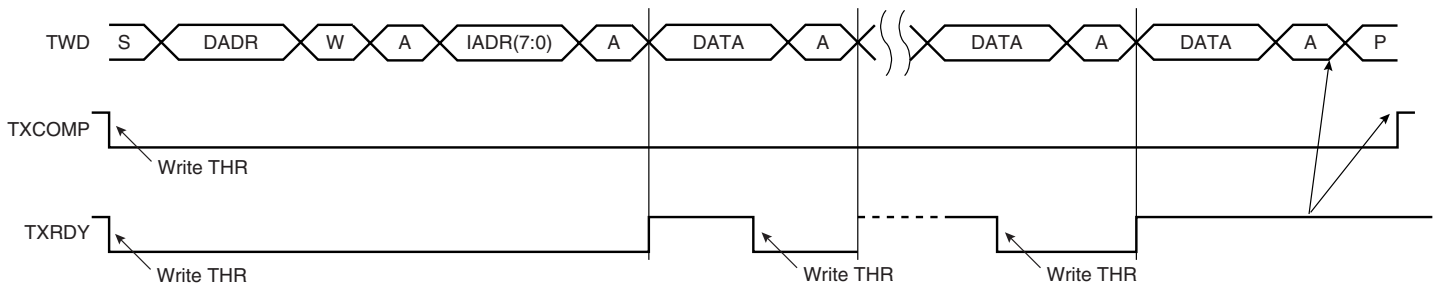 TWD S DADR W A IADR(7:0) A DATA A DATA A DATA A P
TXCOMP
Write THR
TXRDY
Write THR Write THR Write THR